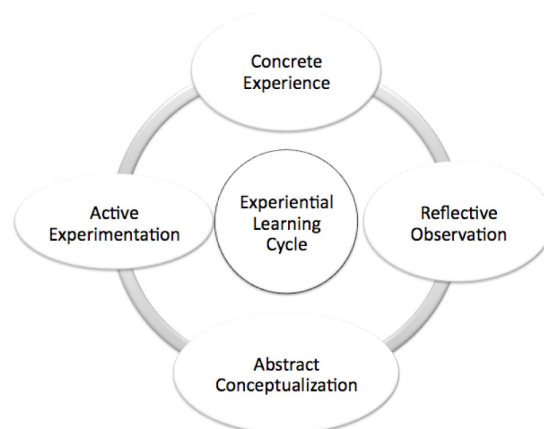 Concrete
Experience
Experiential
Learning
Cycle
Active
Experimentation
Reflective
Observation
Abstract
Conceptualization